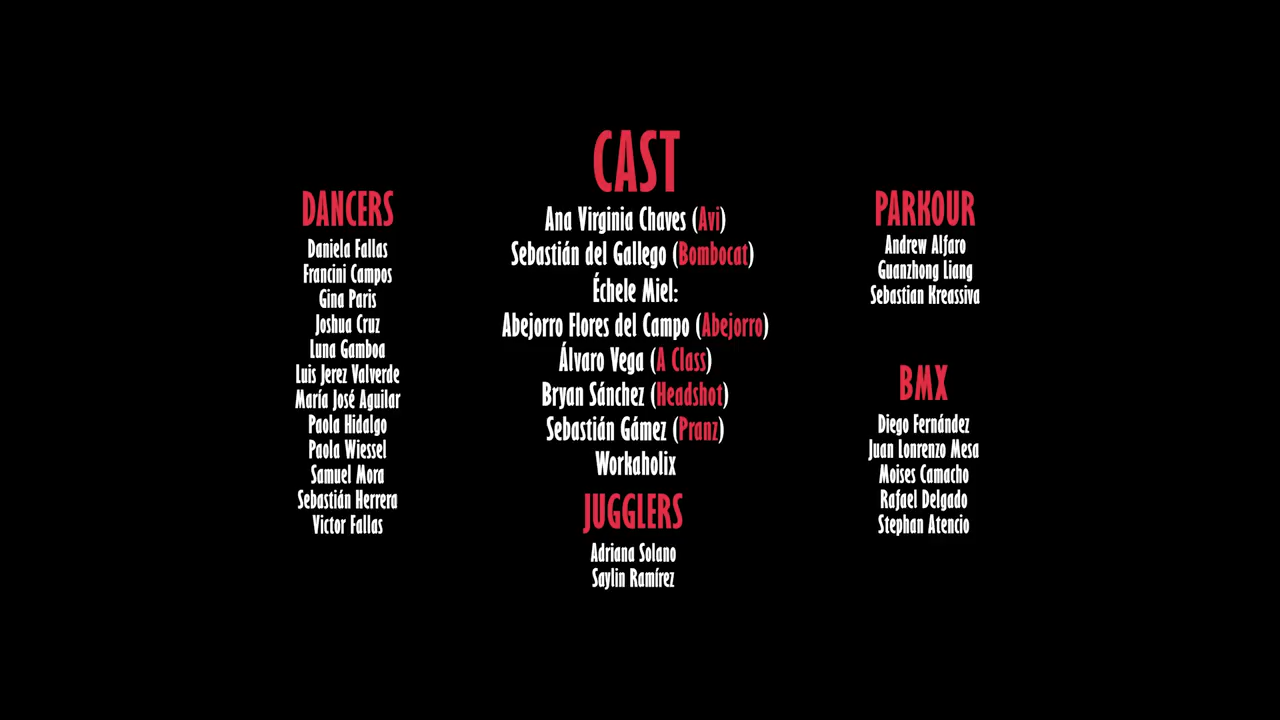 DANCERS
Daniela Fallas
Francini Campos
Gina Paris
Joshua Cruz
Luna Gamboa
Luis Jerez Valverde
María José Aguilar
Paola Hidalgo
Paola Wiessel
Samuel Mora
Sebastián Herrera
Victor Fallas
CAST
Ana Virginia Chaves (Avi)
Sebastián del Gallego (Bombocat)
Échele Miel:
Abejorro Flores del Campo (Abejorro)
Álvaro Vega (A Class)
Bryan Sánchez (Headshot)
Sebastián Gámez (Pranz)
Workaholix
JUGGLERS
Adriana Solano
Saylin Ramírez
PARKOUR
Andrew Alfaro
Guanzhong Liang
Sebastian Kreassiva
BMX
Diego Fernández
Juan Lonrenzo Mesa
Moises Camacho
Rafael Delgado
Stephan Atencio